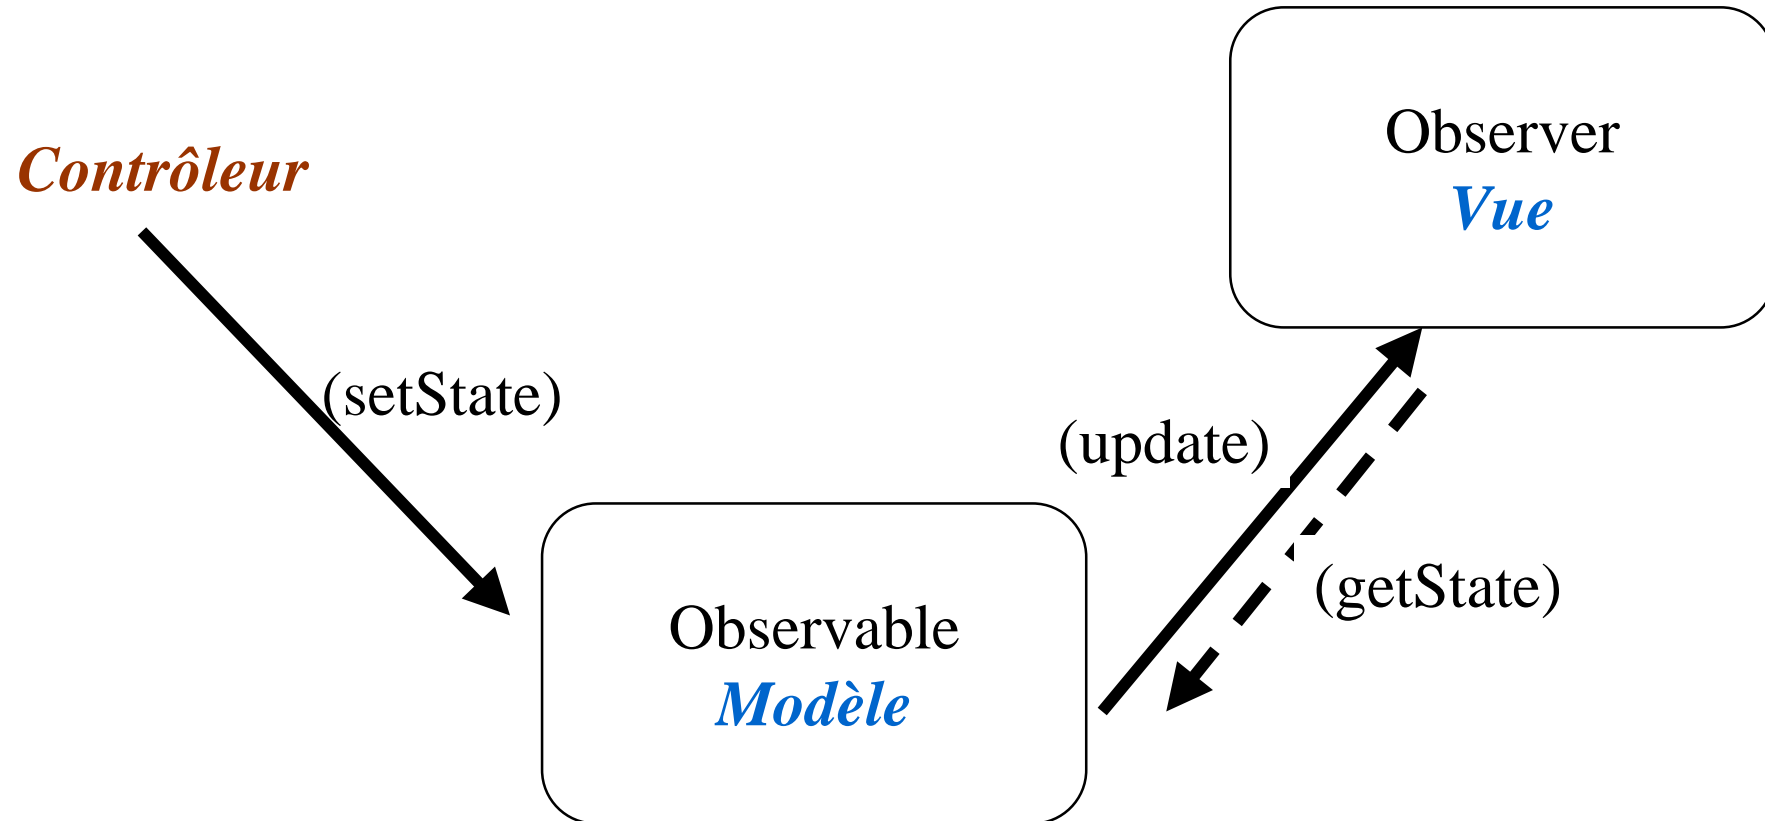 Observer
Vue
Contrôleur
(setState)
(update)
(getState)
Observable
Modèle